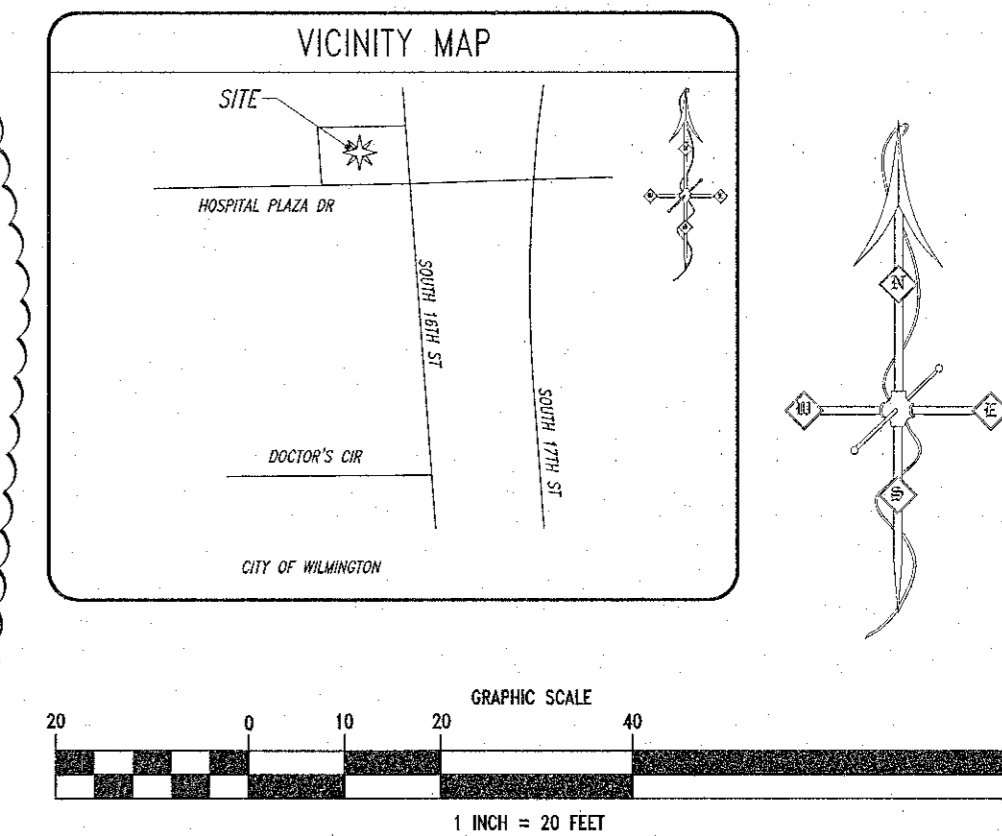 VICINITY MAP
SITE
HOSPITAL PLAZA DR
SOUTH 16TH ST
SOUTH 17TH ST
DOCTOR'S CIR
CITY OF WILMINGTON
N
W E
S
GRAPHIC SCALE
20 0 10 20 40
1 INCH = 20 FEET